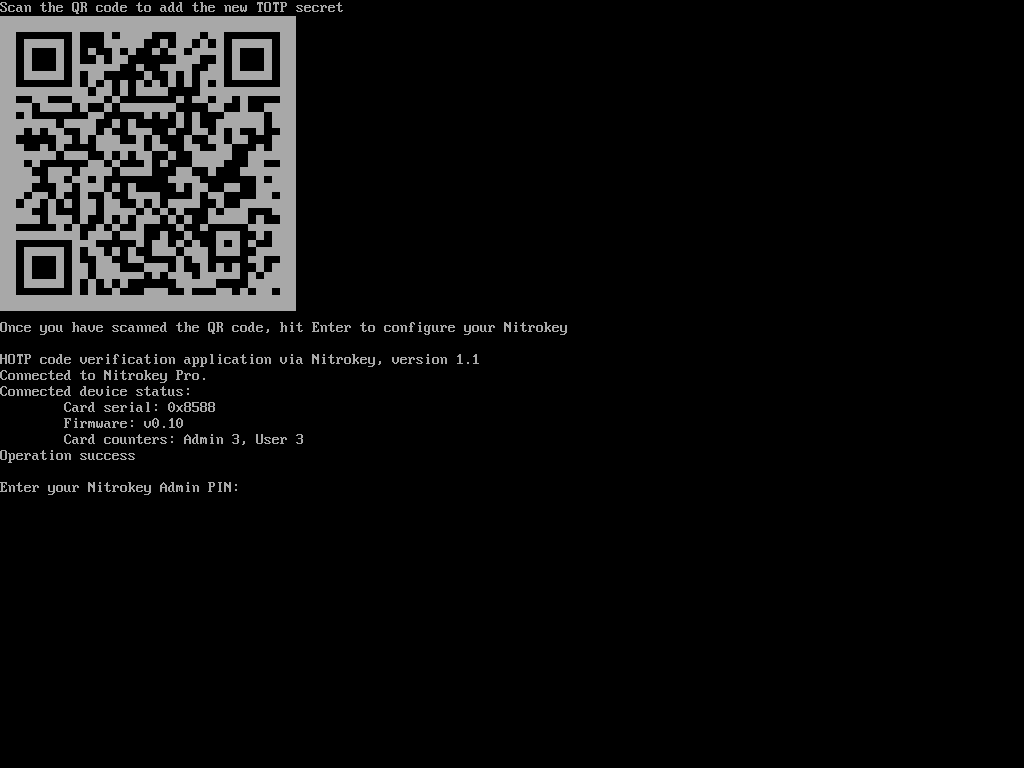 Scan the QR code to add the new TOTP secret
Once you have scanned the QR code, hit Enter to configure your Nitrokey
HOTP code verification application via Nitrokey, version 1.1
Connected to Nitrokey Pro.
Connected device status:
Card serial: 0x8588
Firmware: v0.10
Card counters: Admin 3, User 3
Operation success
Enter your Nitrokey Admin PIN: